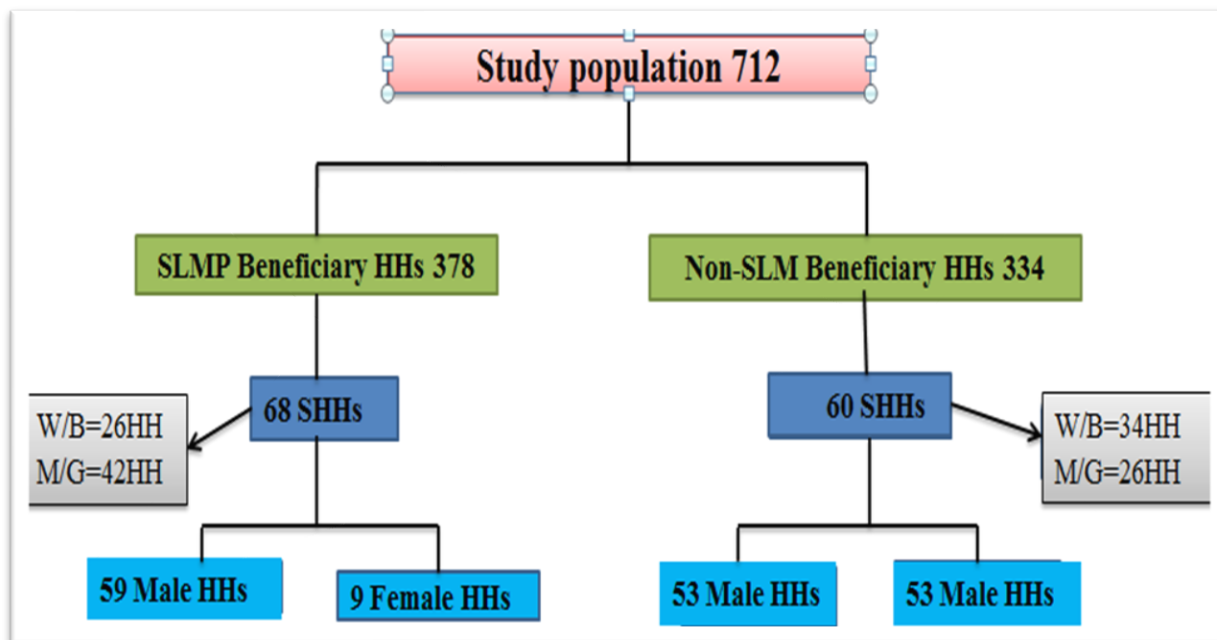 Study population 712
SLMP Beneficiary HHs 378
Non-SLM Beneficiary HHs 334
68 SHHs
60 SHHs
W/B=26HH
M/G=42HH
W/B=34HH
M/G=26HH
59 Male HHs
9 Female HHs
53 Male HHs
53 Male HHs